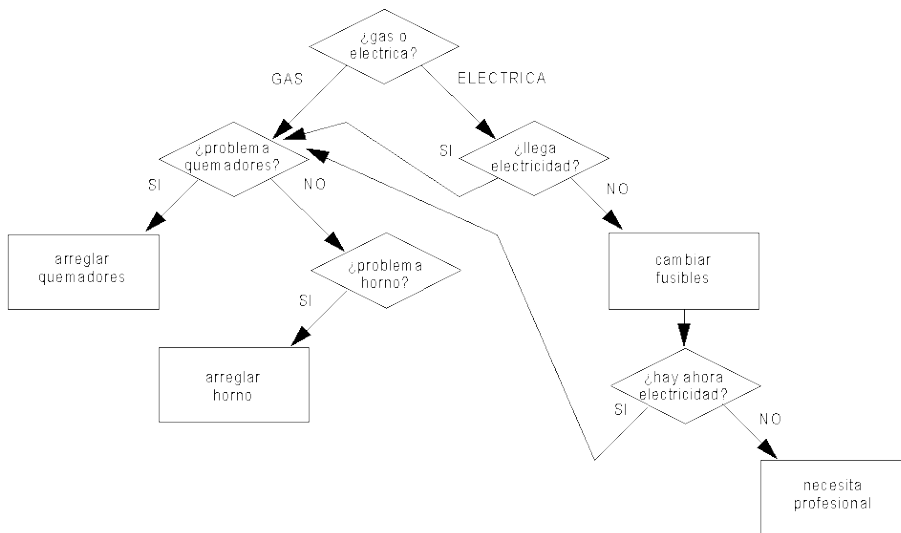 ¿gas o
electrica?
GAS
ELECTRICA
¿problema
quemadores?
SI
¿llega
electricidad?
SI
NO
NO
arreglar
quemadores
¿problema
horno?
cambiar
fusibles
SI
arreglar
horno
¿hay ahora
electricidad?
SI
NO
necesita
profesional